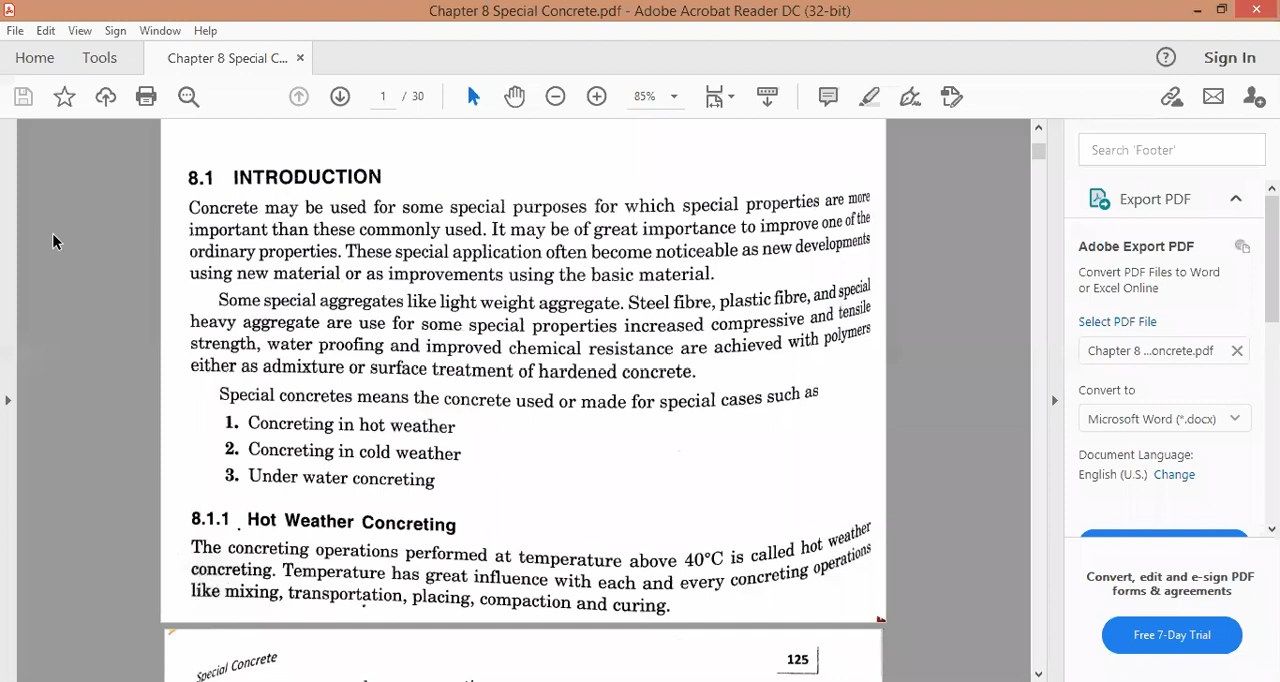 Chapter 8 Special Concrete.pdf - Adobe Acrobat Reader DC (32-bit)
File Edit View Sign Window Help
Home Tools Chapter 8 Special C... ×
Sign In
1 / 30
85%
Search 'Footer'
Export PDF
Adobe Export PDF
Convert PDF Files to Word
or Excel Online
Select PDF File
Chapter 8 ...oncrete.pdf
Convert to
Microsoft Word (*.docx)
Document Language:
English (U.S.) Change
Convert, edit and e-sign PDF
forms & agreements
Free 7-Day Trial
8.1 INTRODUCTION
Concrete may be used for some special purposes for which special properties are more
important than these commonly used. It may be of great importance to improve one of the
ordinary properties. These special application often become noticeable as new developments
using new material or as improvements using the basic material.
Some special aggregates like light weight aggregate. Steel fibre, plastic fibre, and special
heavy aggregate are use for some special properties increased compressive and tensile
strength, water proofing and improved chemical resistance are achieved with polymers
either as admixture or surface treatment of hardened concrete.
Special concretes means the concrete used or made for special cases such as
1. Concreting in hot weather
2. Concreting in cold weather
3. Under water concreting
8.1.1 Hot Weather Concreting
The concreting operations performed at temperature above 40°C is called hot weather
concreting. Temperature has great influence with each and every concreting operations
like mixing, transportation, placing, compaction and curing.
Special Concrete
125